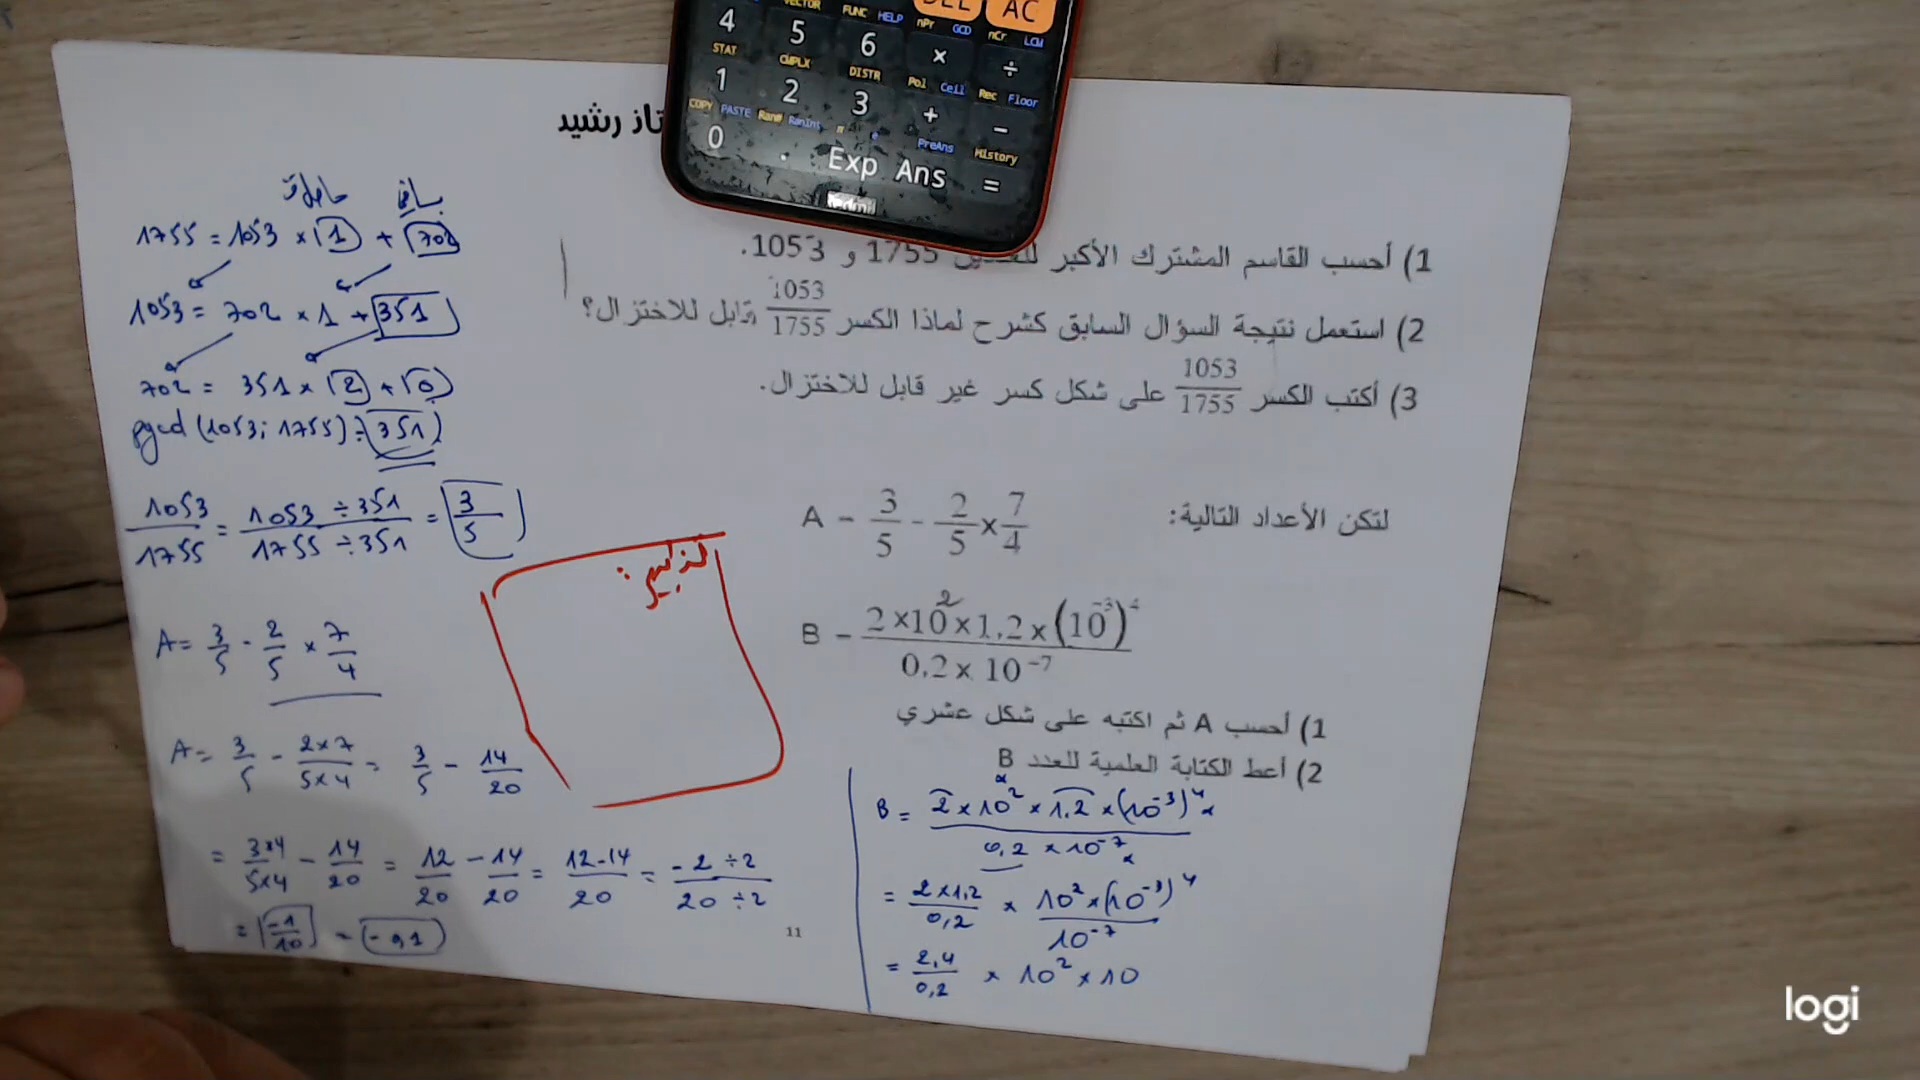 DEL AC
VECTOR FUNC HELP nPr GCD nCr LCM
4 5 6 × ÷
STAT CMPLX DISTR Pol Ceil Rec Floor
1 2 3 + −
COPY PASTE Ran# RanInt π e PreAns History
0 . Exp Ans =
Redmi
تاز رشيد
1) أحسب القاسم المشترك الأكبر 1755 و 1053.
2) استعمل نتيجة السؤال السابق كشرح لماذا الكسر 1053/1755 قابل للاختزال؟
3) أكتب الكسر 1053/1755 على شكل كسر غير قابل للاختزال.
لتكن الأعداد التالية:
A - 3/5 - 2/5 × 7/4
B - (2×10^2×1.2×(10^-3)^4)/(0.2×10^-7)
1) أحسب A ثم اكتبه على شكل عشري
2) أعط الكتابة العلمية للعدد B
باقي
1755 = 1053 × 1 + 702
1053 = 702 × 1 + 351
702 = 351 × 2 + 0
pgcd (1053; 1755) = 351
1053/1755 = (1053 ÷351)/(1755 ÷351) = 3/5
A = 3/5 - 2/5 × 7/4
A = 3/5 - (2×7)/(5×4) = 3/5 - 14/20
= (3×4)/(5×4) - 14/20 = 12/20 - 14/20 = (12-14)/20 = (-2 ÷2)/(20 ÷2)
= -1/10 = -0,1
تذكير:
B = (2×10^2 × 1.2 × (10^-3)^4)/(0,2 ×10^-7)
= (2×1,2)/(0,2) × (10^2×(10^-3)^4)/(10^-7)
= 2,4/0,2 × 10^2 × 10
11
logi